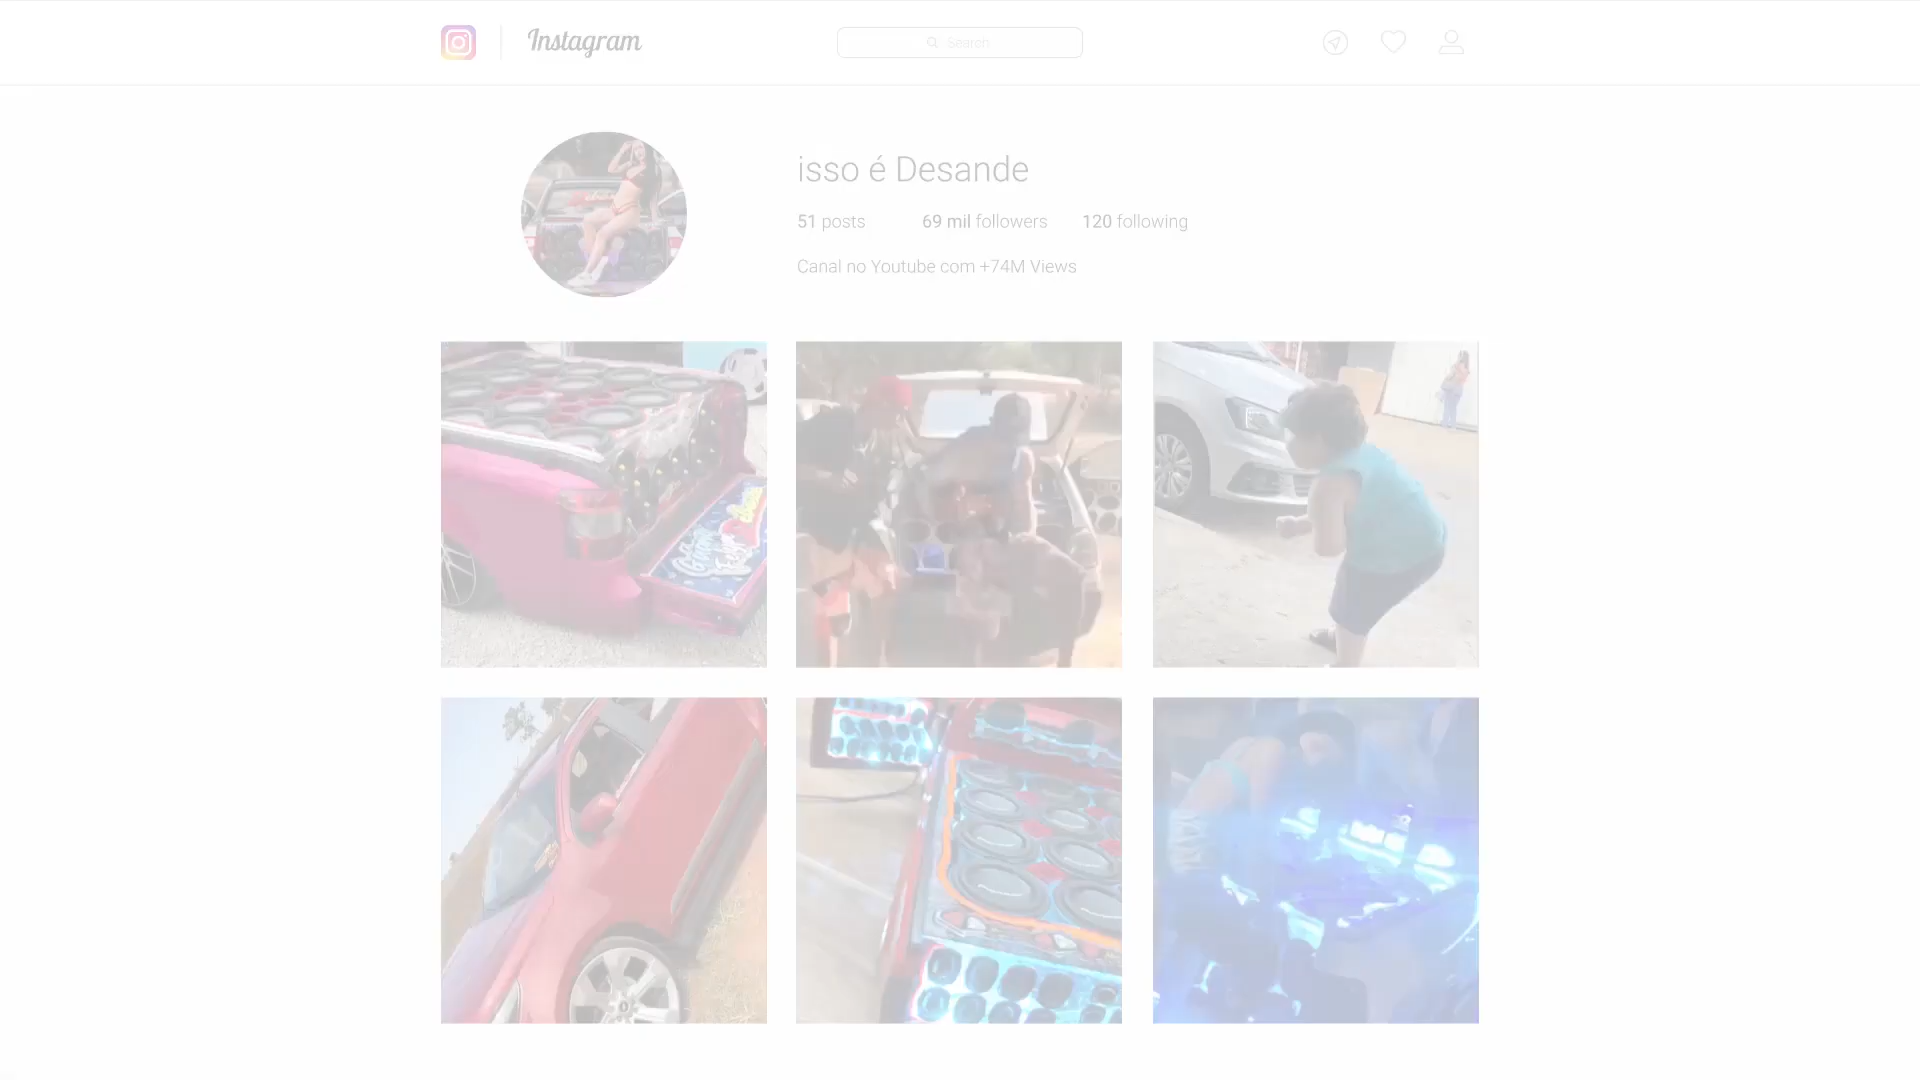 Instagram
Search
isso é Desande
51 posts 69 mil followers 120 following
Canal no Youtube com +74M Views